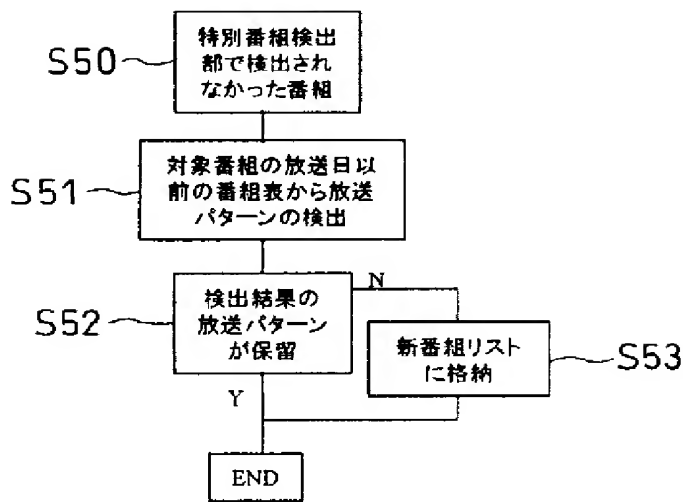 S50
特別番組検出
部で検出され
なかった番組
S51
対象番組の放送日以
前の番組表から放送
パターンの検出
S52
検出結果の
放送パターン
が保留
N
Y
新番組リスト
に格納
S53
END